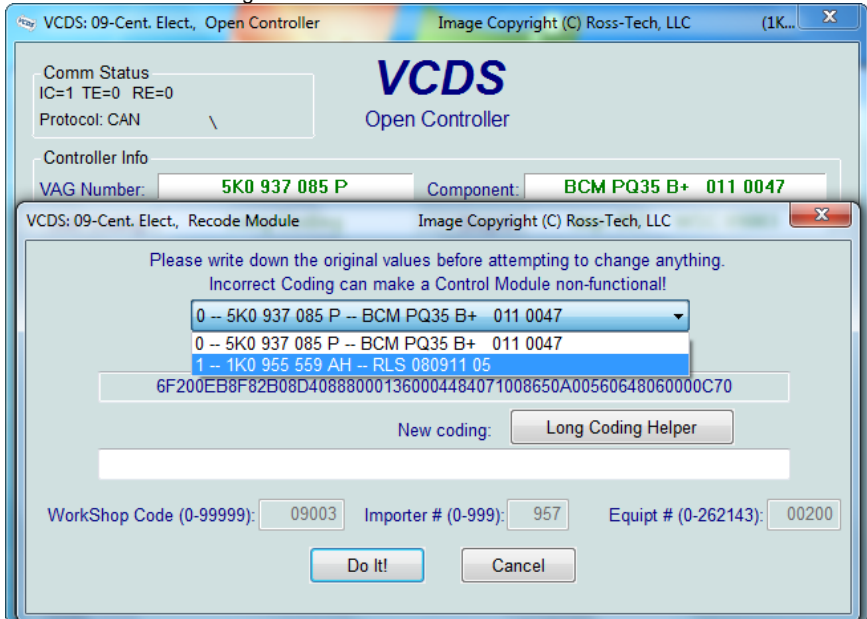 VCDS: 09-Cent. Elect., Open Controller Image Copyright (C) Ross-Tech, LLC (1K...
Comm Status
IC=1 TE=0 RE=0
Protocol: CAN \
VCDS
Open Controller
Controller Info
VAG Number: 5K0 937 085 P Component: BCM PQ35 B+ 011 0047
VCDS: 09-Cent. Elect., Recode Module Image Copyright (C) Ross-Tech, LLC
Please write down the original values before attempting to change anything.
Incorrect Coding can make a Control Module non-functional!
0 -- 5K0 937 085 P -- BCM PQ35 B+ 011 0047
0 -- 5K0 937 085 P -- BCM PQ35 B+ 011 0047
1 -- 1K0 955 559 AH -- RLS 080911 05
6F200EB8F82B08D408880001360004484071008650A00560648060000C70
New coding: Long Coding Helper
WorkShop Code (0-99999): 09003 Importer # (0-999): 957 Equipt # (0-262143): 00200
Do It! Cancel